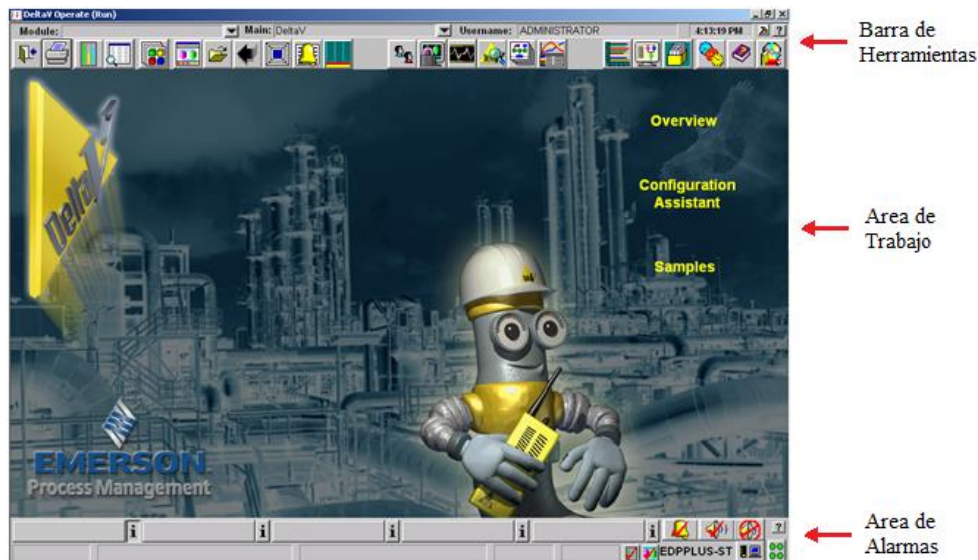 DeltaV Operate (Run)
Module: Main: DeltaV Username: ADMINISTRATOR 4:13:19 PM ?
Barra de
Herramientas
DeltaV
Overview
Configuration
Assistant
Area de
Trabajo
Samples
EMERSON
Process Management
i i i i i ?
Area de
Alarmas
EDPPLUS-ST